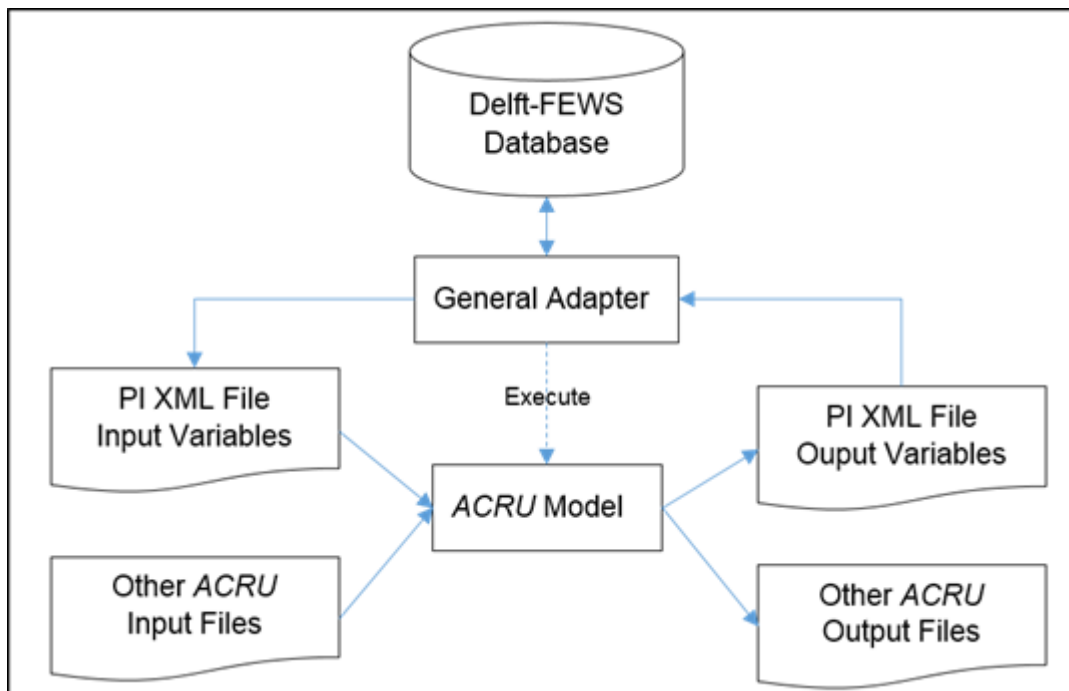 Delft-FEWS
Database
General Adapter
Execute
PI XML File
Input Variables
PI XML File
Ouput Variables
ACRU Model
Other ACRU
Input Files
Other ACRU
Output Files